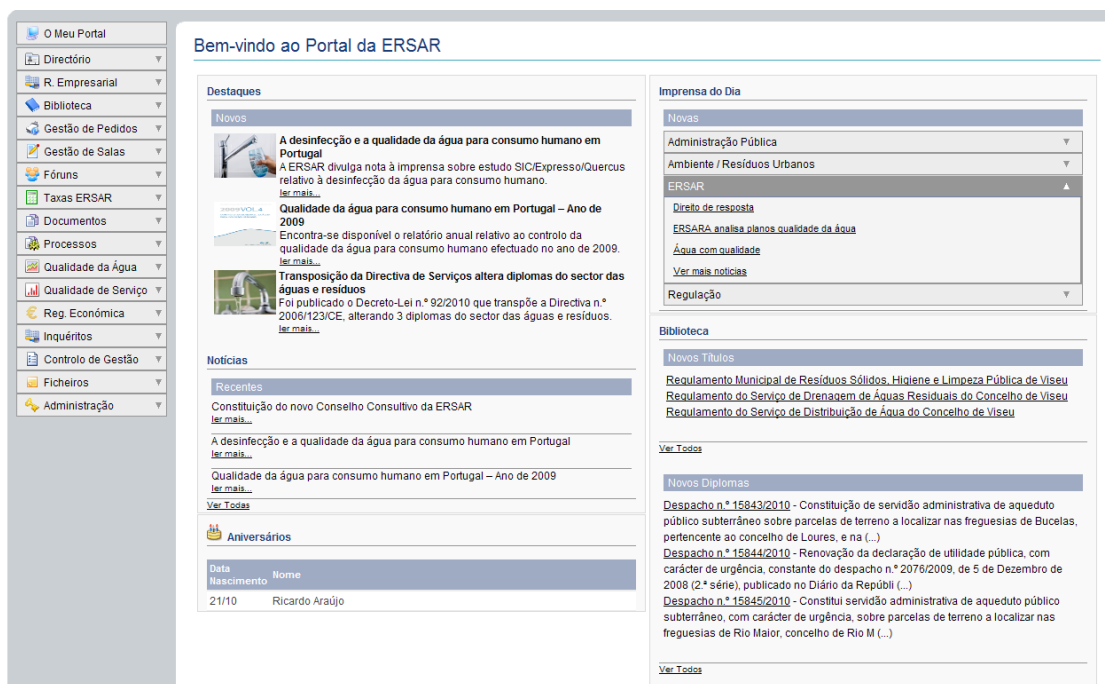 O Meu Portal
Directório
R. Empresarial
Biblioteca
Gestão de Pedidos
Gestão de Salas
Fóruns
Taxas ERSAR
Documentos
Processos
Qualidade da Água
Qualidade de Serviço
Reg. Económica
Inquéritos
Controlo de Gestão
Ficheiros
Administração
Bem-vindo ao Portal da ERSAR
Destaques
Novos
A desinfecção e a qualidade da água para consumo humano em
Portugal
A ERSAR divulga nota à imprensa sobre estudo SIC/Expresso/Quercus
relativo à desinfecção da água para consumo humano.
ler mais...
Qualidade da água para consumo humano em Portugal – Ano de
2009
Encontra-se disponível o relatório anual relativo ao controlo da
qualidade da água para consumo humano efectuado no ano de 2009.
ler mais...
Transposição da Directiva de Serviços altera diplomas do sector das
águas e resíduos
Foi publicado o Decreto-Lei n.º 92/2010 que transpõe a Directiva n.º
2006/123/CE, alterando 3 diplomas do sector das águas e resíduos.
ler mais...
Notícias
Recentes
Constituição do novo Conselho Consultivo da ERSAR
ler mais...
A desinfecção e a qualidade da água para consumo humano em Portugal
ler mais...
Qualidade da água para consumo humano em Portugal – Ano de 2009
ler mais...
Ver Todas
Aniversários
Data
Nascimento Nome
21/10 Ricardo Araújo
Imprensa do Dia
Novas
Administração Pública
Ambiente / Resíduos Urbanos
ERSAR
Direito de resposta
ERSARA analisa planos qualidade da água
Água com qualidade
Ver mais noticias
Regulação
Biblioteca
Novos Títulos
Regulamento Municipal de Resíduos Sólidos, Higiene e Limpeza Pública de Viseu
Regulamento do Serviço de Drenagem de Águas Residuais do Concelho de Viseu
Regulamento do Serviço de Distribuição de Água do Concelho de Viseu
Ver Todos
Novos Diplomas
Despacho n.º 15843/2010 - Constituição de servidão administrativa de aqueduto
público subterrâneo sobre parcelas de terreno a localizar nas freguesias de Bucelas,
pertencente ao concelho de Loures, e na (...)
Despacho n.º 15844/2010 - Renovação da declaração de utilidade pública, com
carácter de urgência, constante do despacho n.º 2076/2009, de 5 de Dezembro de
2008 (2.ª série), publicado no Diário da Repúbli (...)
Despacho n.º 15845/2010 - Constitui servidão administrativa de aqueduto público
subterrâneo, com carácter de urgência, sobre parcelas de terreno a localizar nas
freguesias de Rio Maior, concelho de Rio M (...)
Ver Todos